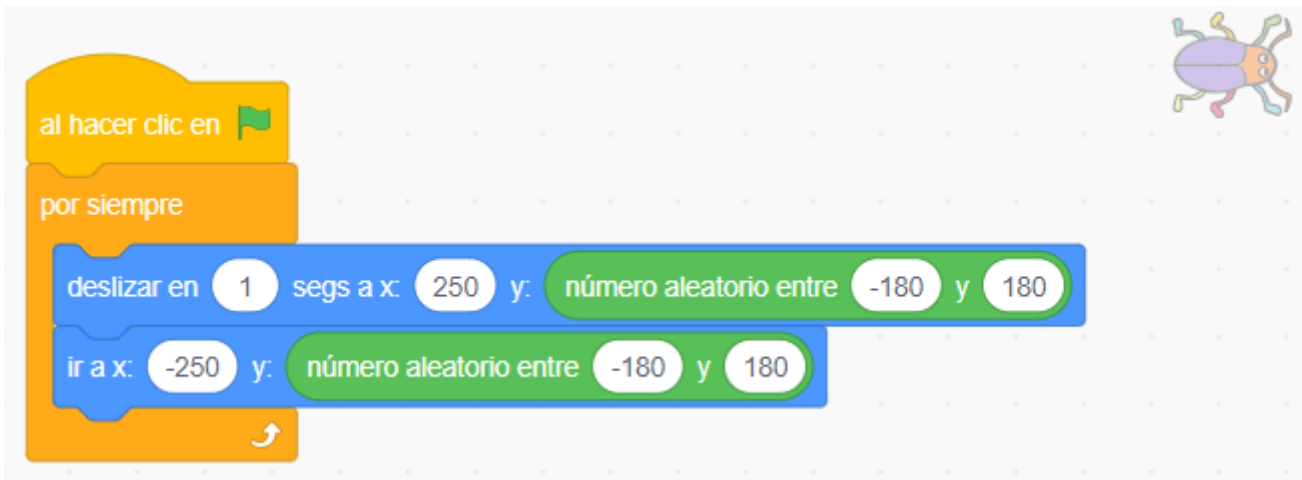 al hacer clic en
por siempre
deslizar en 1 segs a x: 250 y: número aleatorio entre -180 y 180
ir a x: -250 y: número aleatorio entre -180 y 180